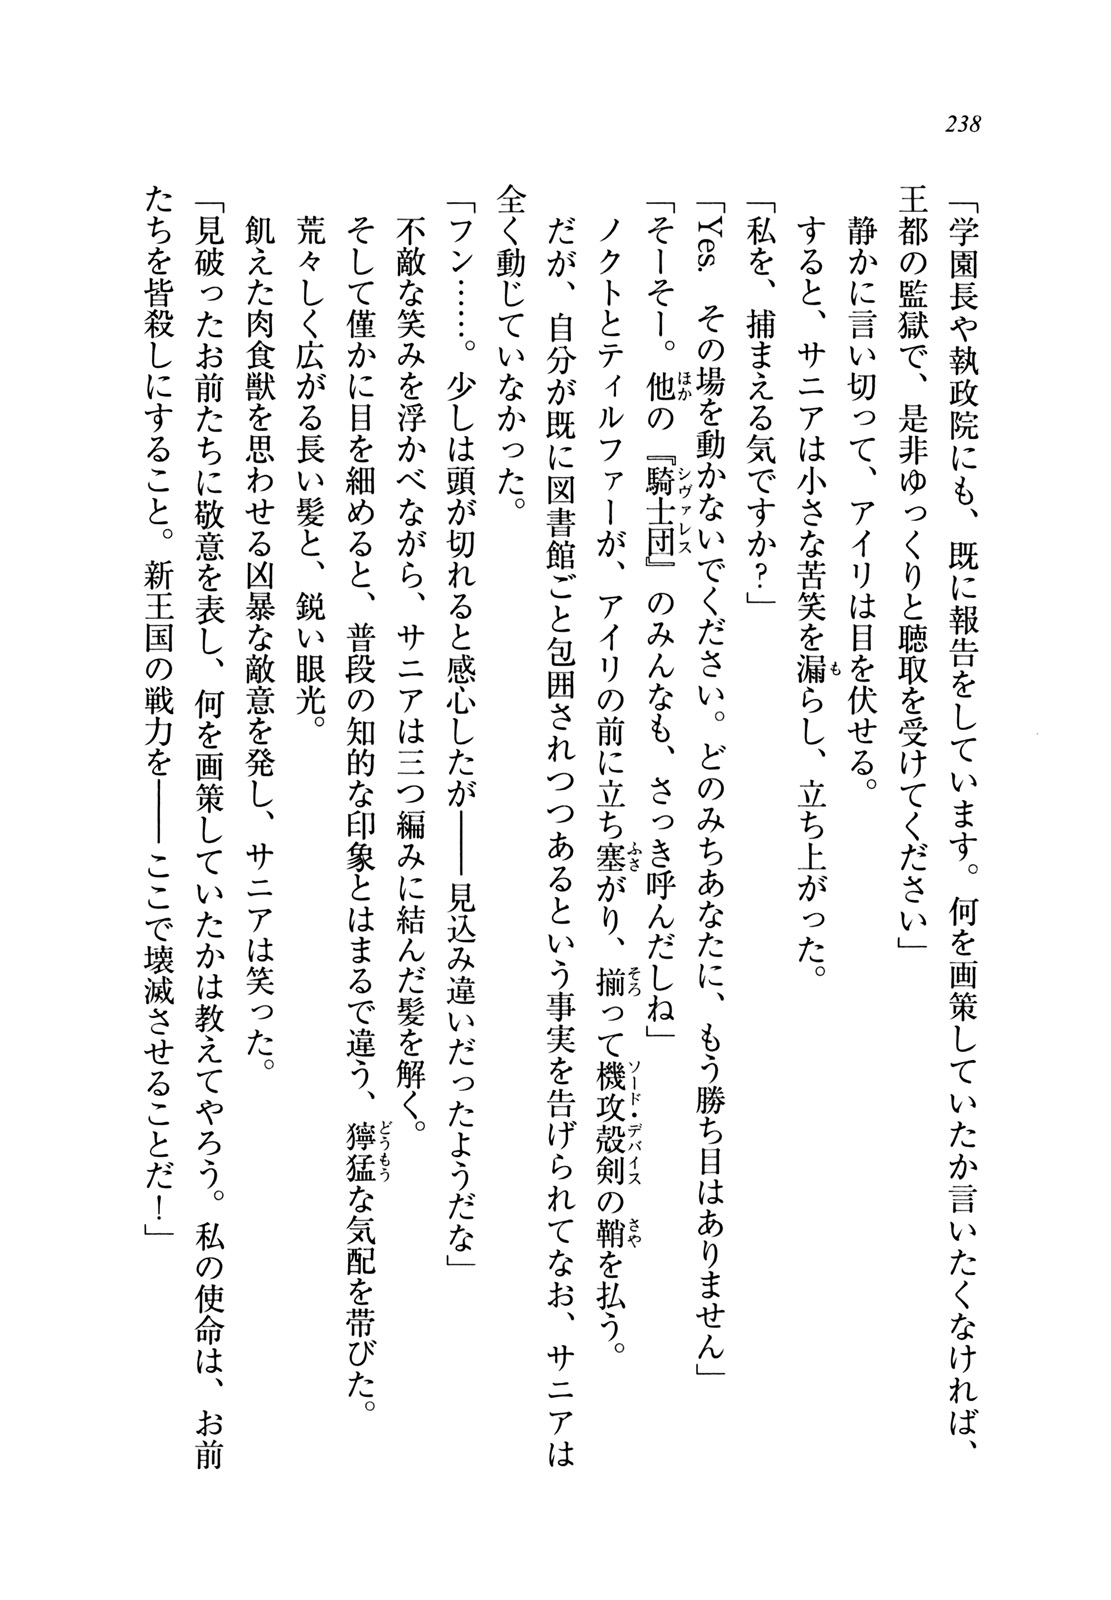 238
「学園長や執政院にも、既に報告をしています。何を画策していたか言いたくなければ、
王都の監獄で、是非ゆっくりと聴取を受けてください」
静かに言い切って、アイリは目を伏せる。
すると、サニアは小さな苦笑を漏らし、立ち上がった。
「私を、捕まえる気ですか？」
「Yes.　その場を動かないでください。どのみちあなたに、もう勝ち目はありません」
「そーそー。他の『騎士団』のみんなも、さっき呼んだしね」
ノクトとティルファーが、アイリの前に立ち塞がり、揃って機攻殻剣の鞘を払う。
だが、自分が既に図書館ごと包囲されつつあるという事実を告げられてなお、サニアは
全く動じていなかった。
「フン……。少しは頭が切れると感心したが――見込み違いだったようだな」
不敵な笑みを浮かべながら、サニアは三つ編みに結んだ髪を解く。
そして僅かに目を細めると、普段の知的な印象とはまるで違う、獰猛な気配を帯びた。
荒々しく広がる長い髪と、鋭い眼光。
飢えた肉食獣を思わせる凶暴な敵意を発し、サニアは笑った。
「見破ったお前たちに敬意を表し、何を画策していたかは教えてやろう。私の使命は、お前
たちを皆殺しにすること。新王国の戦力を――ここで壊滅させることだ！」